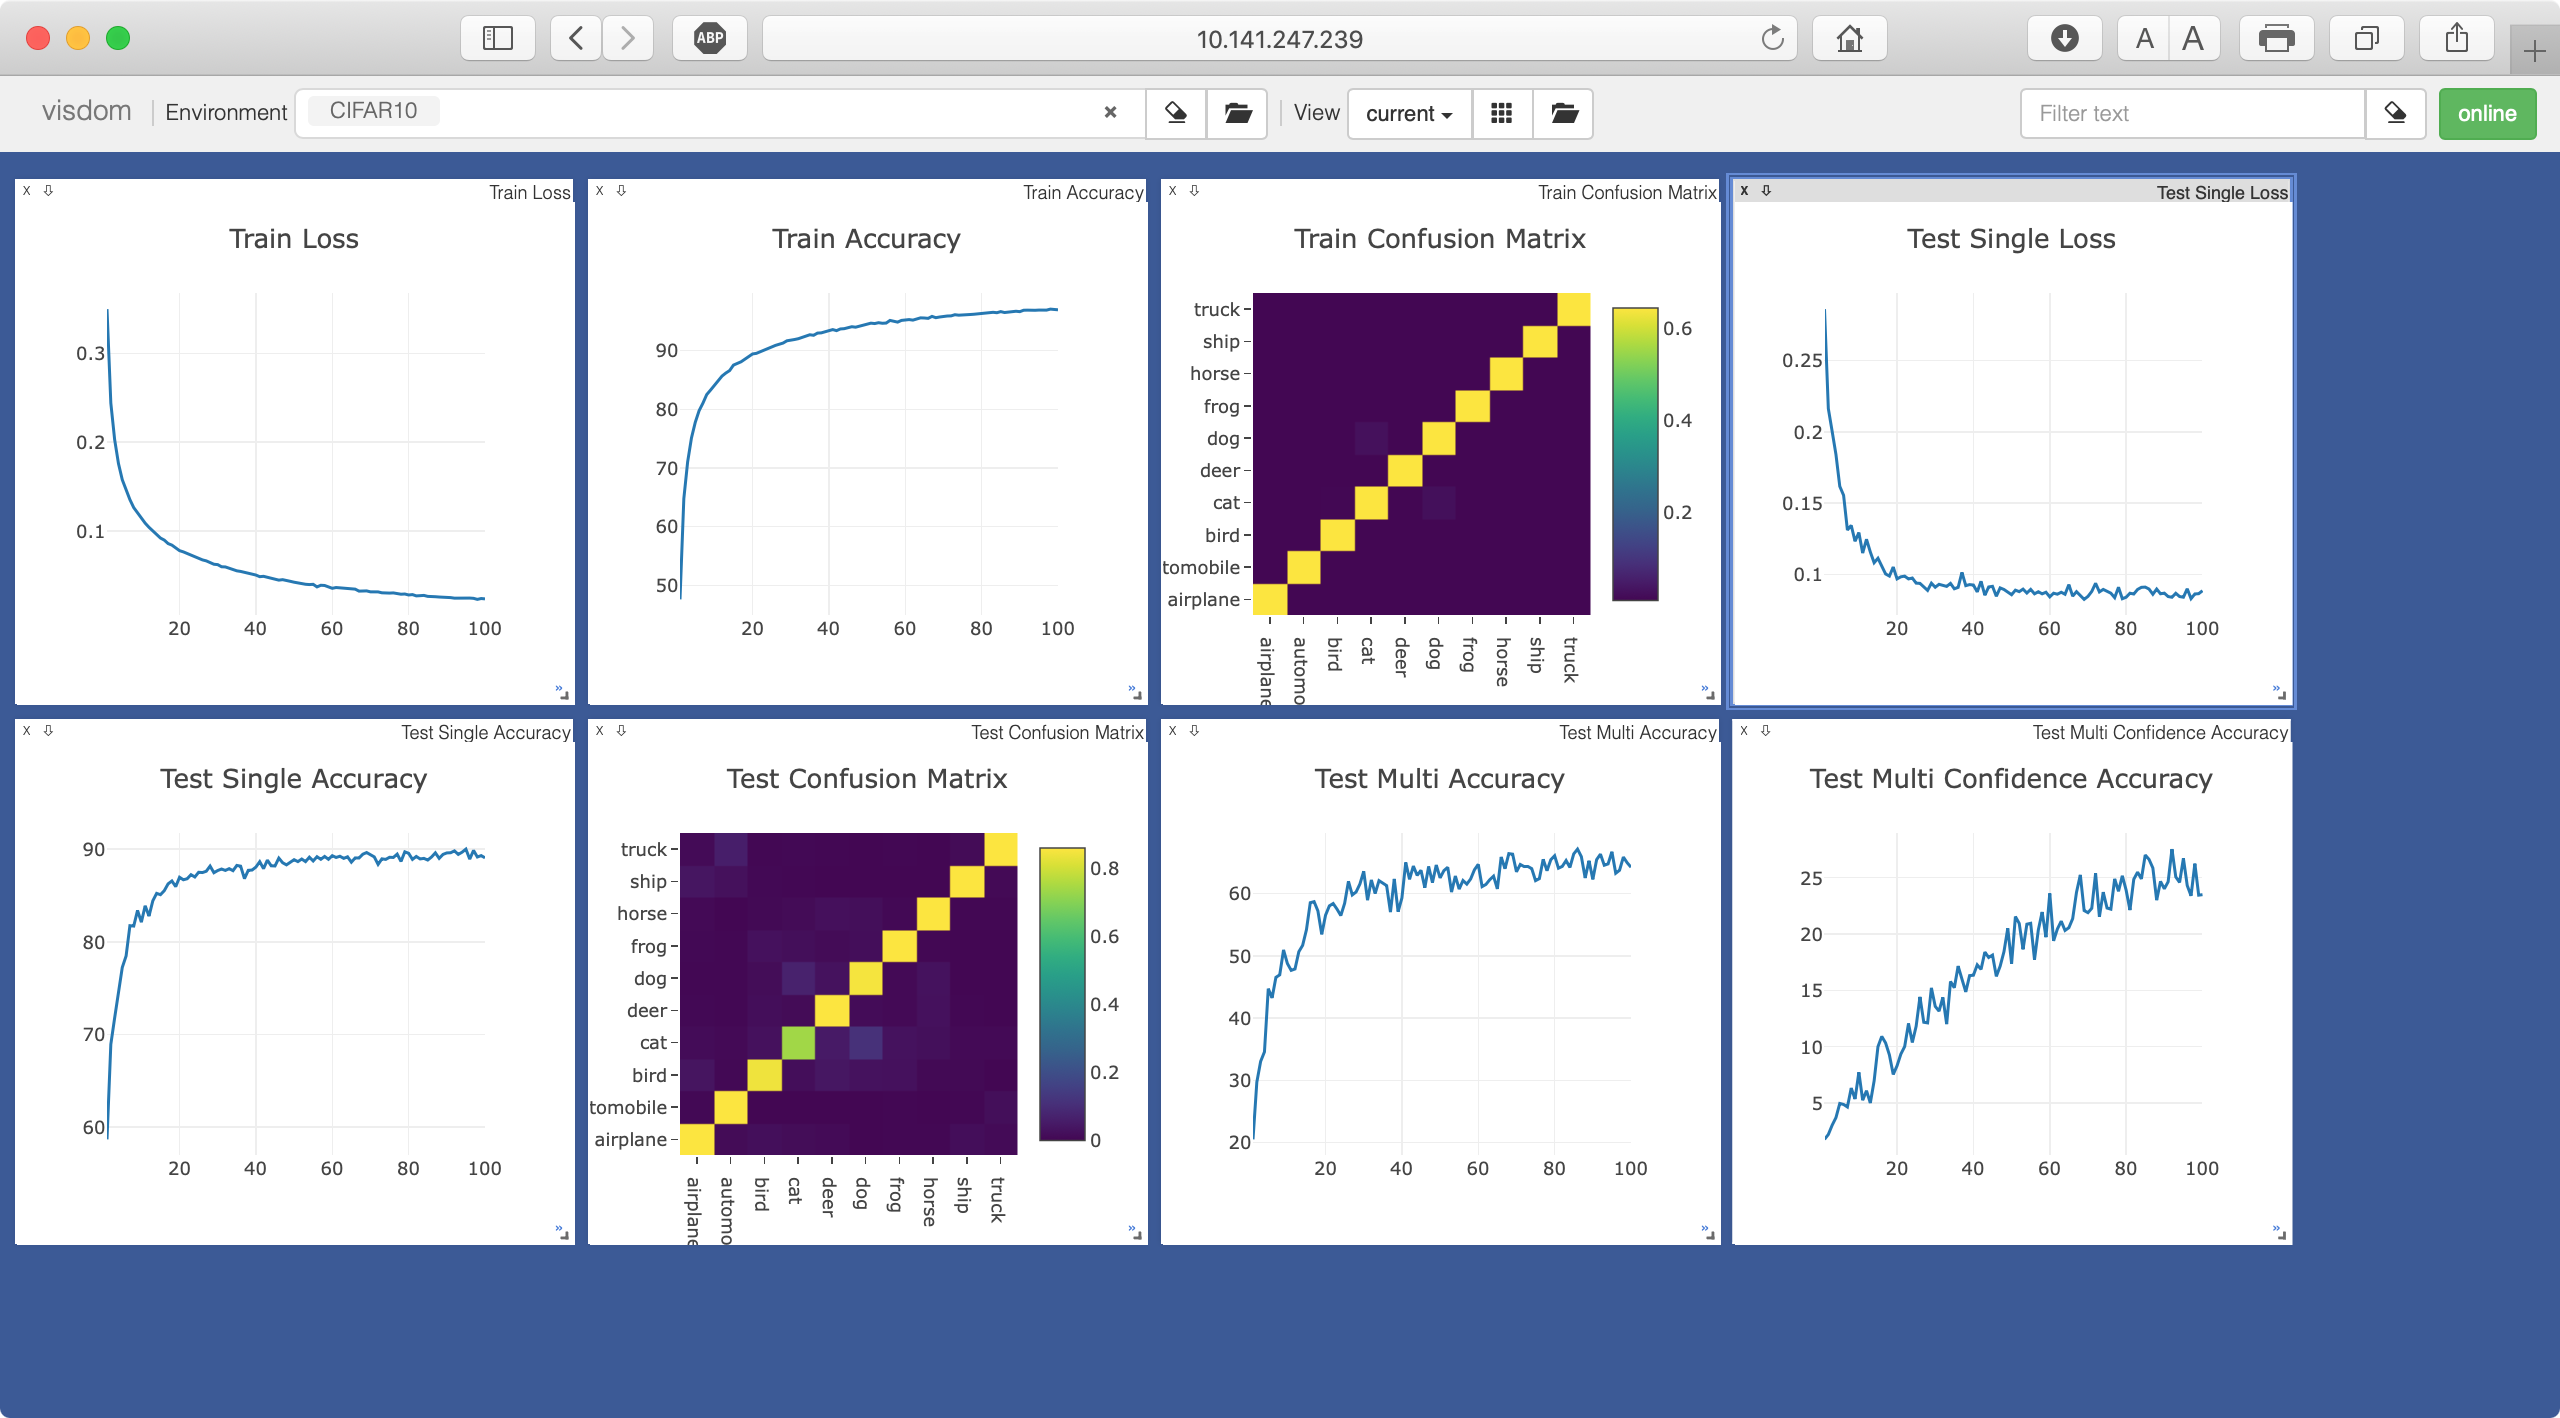 ABP
10.141.247.239
A A
visdom Environment CIFAR10 × View current Filter text online
X Train Loss
Train Loss
0.3
0.2
0.1
20 40 60 80 100
X Train Accuracy
Train Accuracy
90
80
70
60
50
20 40 60 80 100
X Train Confusion Matrix
Train Confusion Matrix
truck
ship
horse
frog
dog
deer
cat
bird
tomobile
airplane
airplane automo bird cat deer dog frog horse ship truck
0.6
0.4
0.2
X Test Single Loss
Test Single Loss
0.25
0.2
0.15
0.1
20 40 60 80 100
X Test Single Accuracy
Test Single Accuracy
90
80
70
60
20 40 60 80 100
X Test Confusion Matrix
Test Confusion Matrix
truck
ship
horse
frog
dog
deer
cat
bird
tomobile
airplane
airplane automo bird cat deer dog frog horse ship truck
0.8
0.6
0.4
0.2
0
X Test Multi Accuracy
Test Multi Accuracy
60
50
40
30
20
20 40 60 80 100
X Test Multi Confidence Accuracy
Test Multi Confidence Accuracy
25
20
15
10
5
20 40 60 80 100